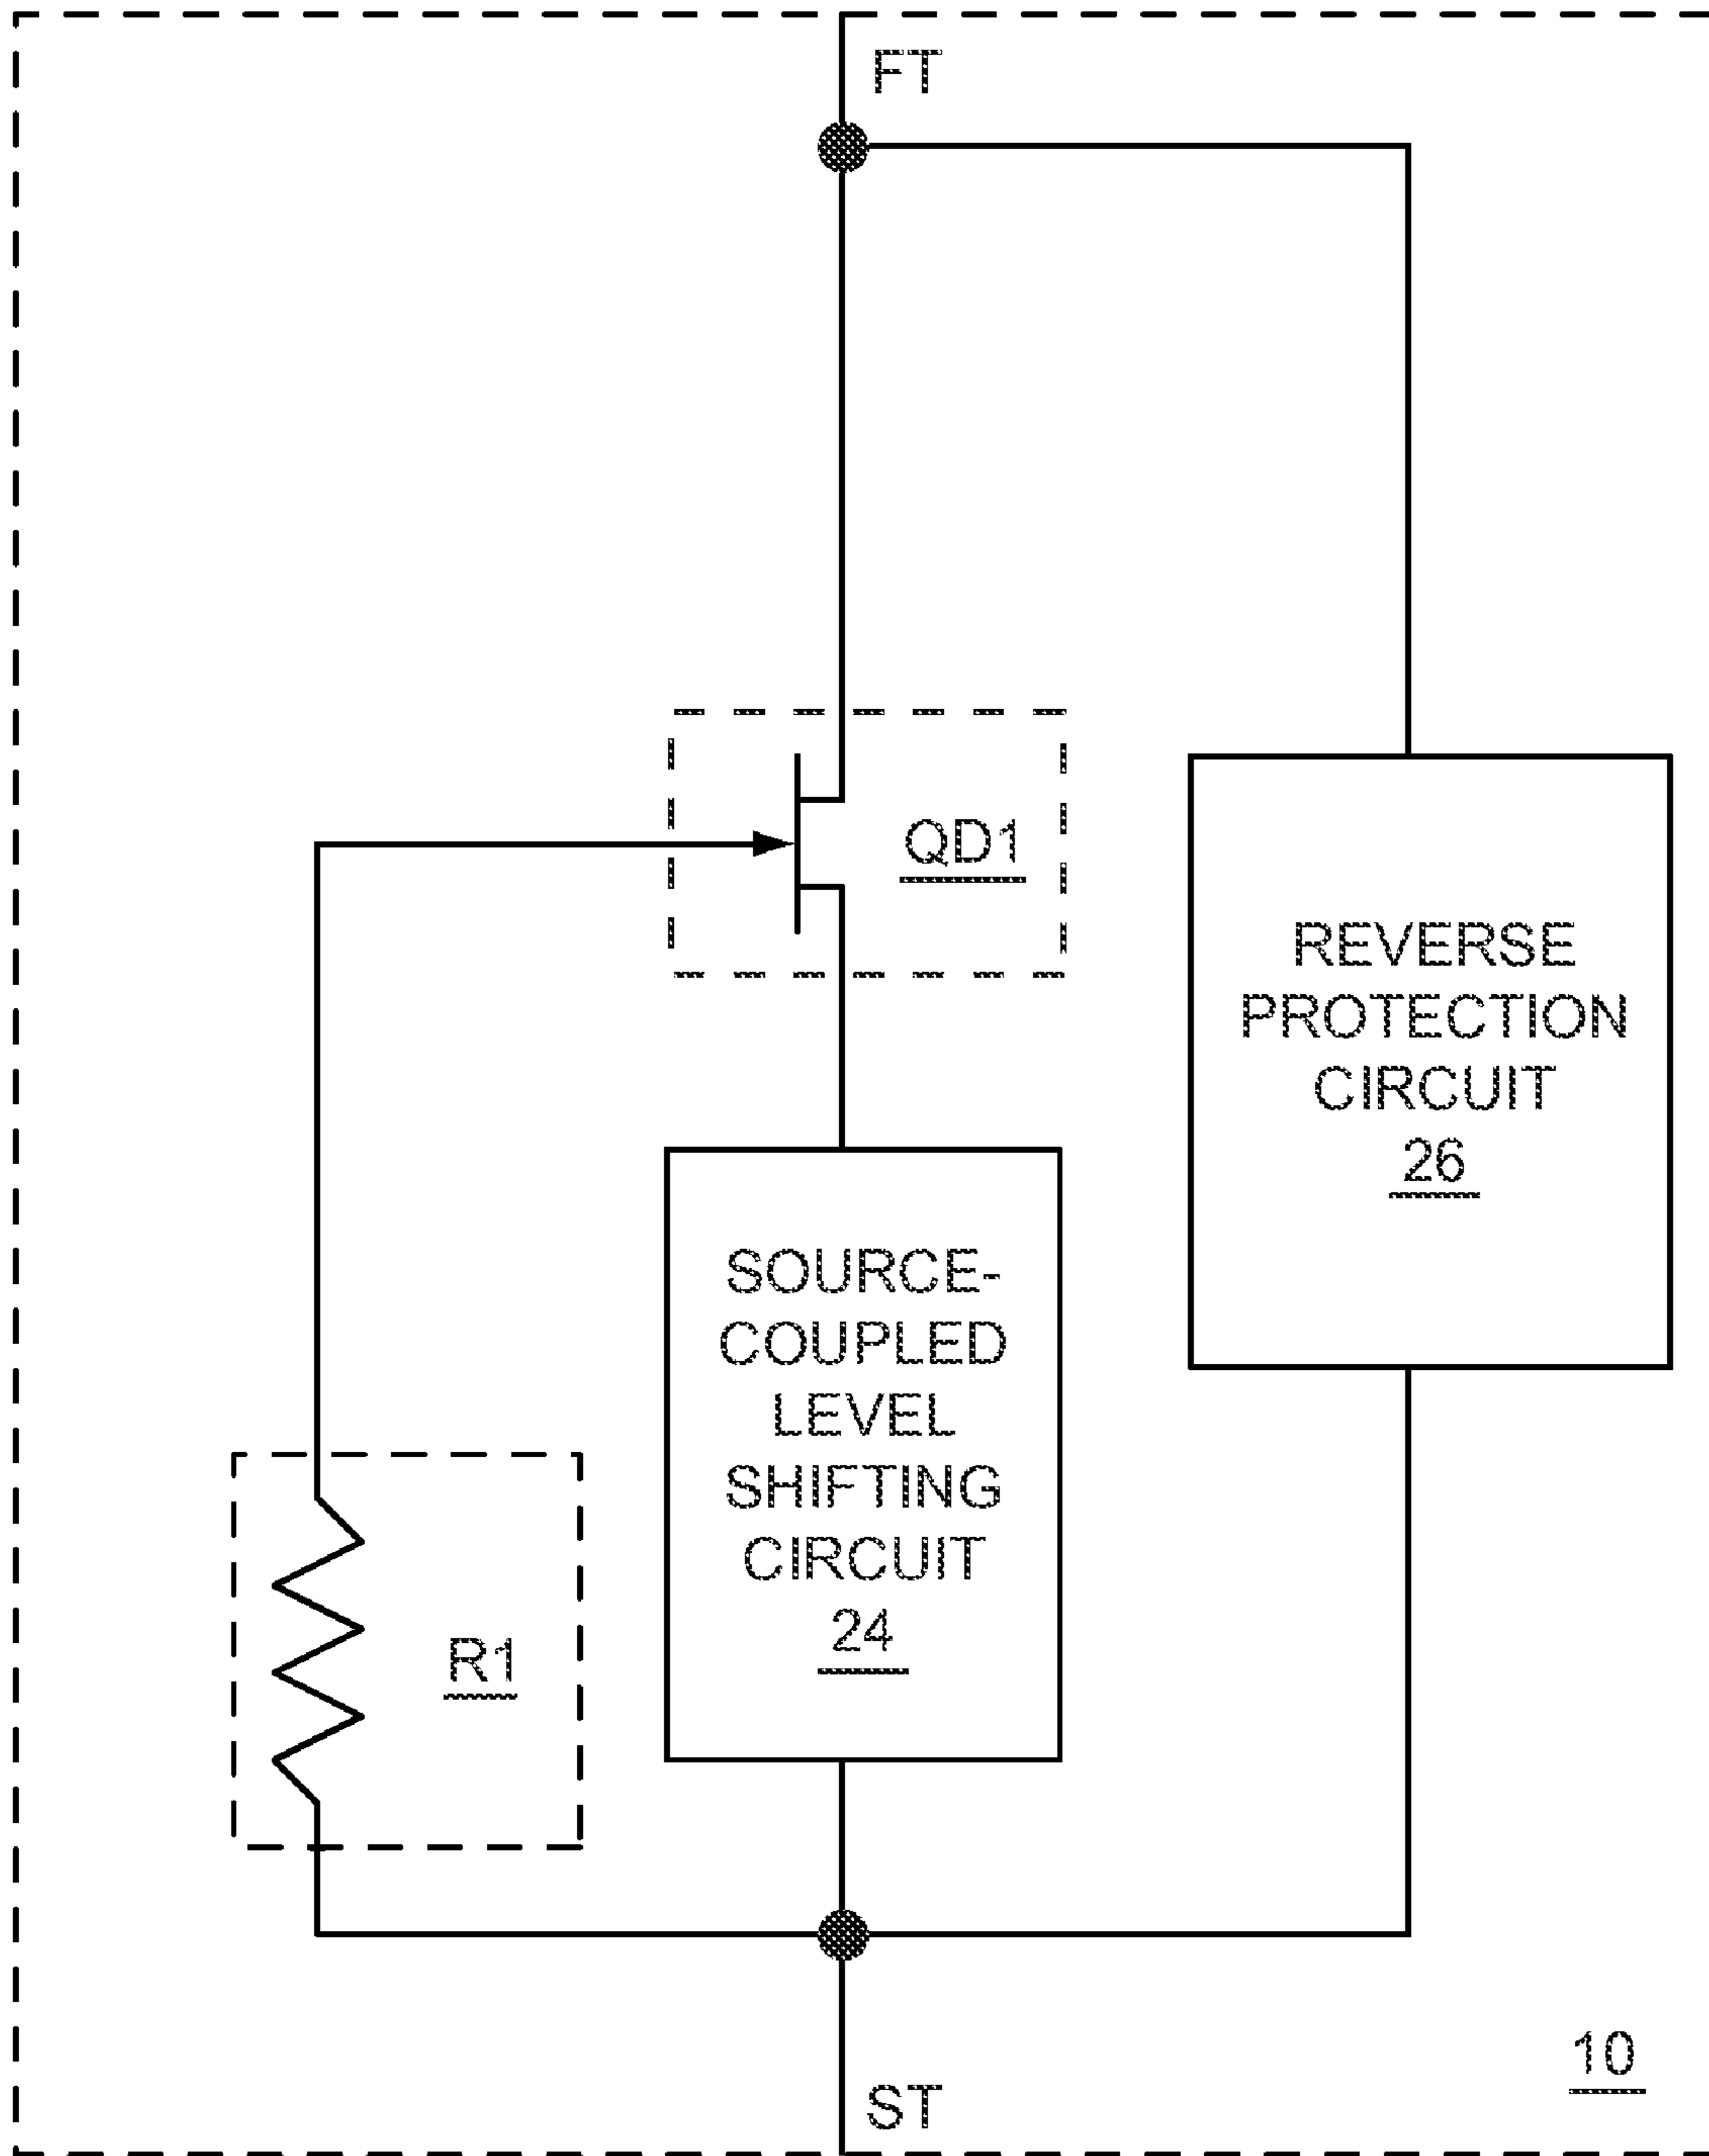 FT
QD1
REVERSE
PROTECTION
CIRCUIT
26
SOURCE-
COUPLED
LEVEL
SHIFTING
CIRCUIT
24
R1
10
ST